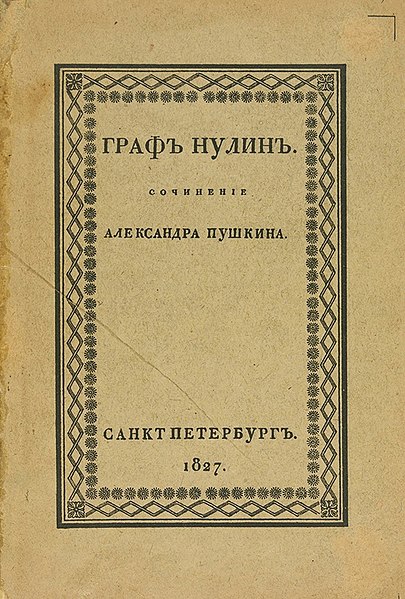 ГРАФЪ НУЛИНЪ.
СОЧИНЕНІЕ
АЛЕКСАНДРА ПУШКИНА.
САНКТПЕТЕРБУРГЪ.
1827.